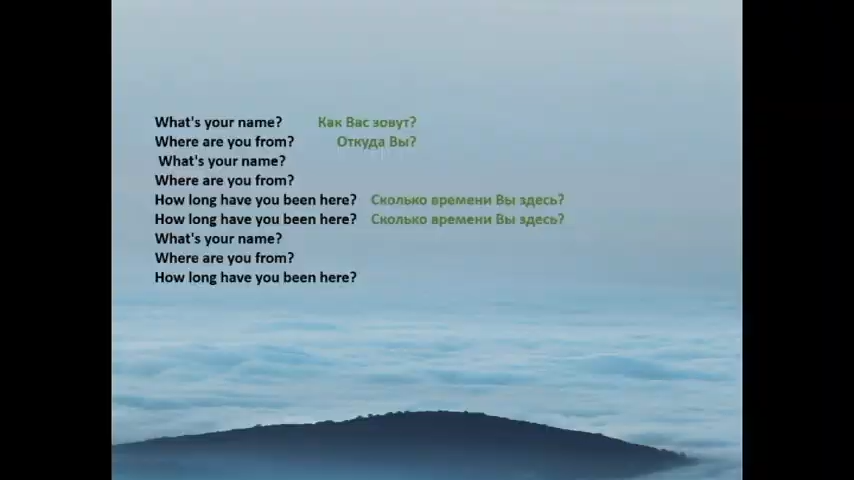 What's your name? Как Вас зовут?
Where are you from? Откуда Вы?
What's your name?
Where are you from?
How long have you been here? Сколько времени Вы здесь?
How long have you been here? Сколько времени Вы здесь?
What's your name?
Where are you from?
How long have you been here?